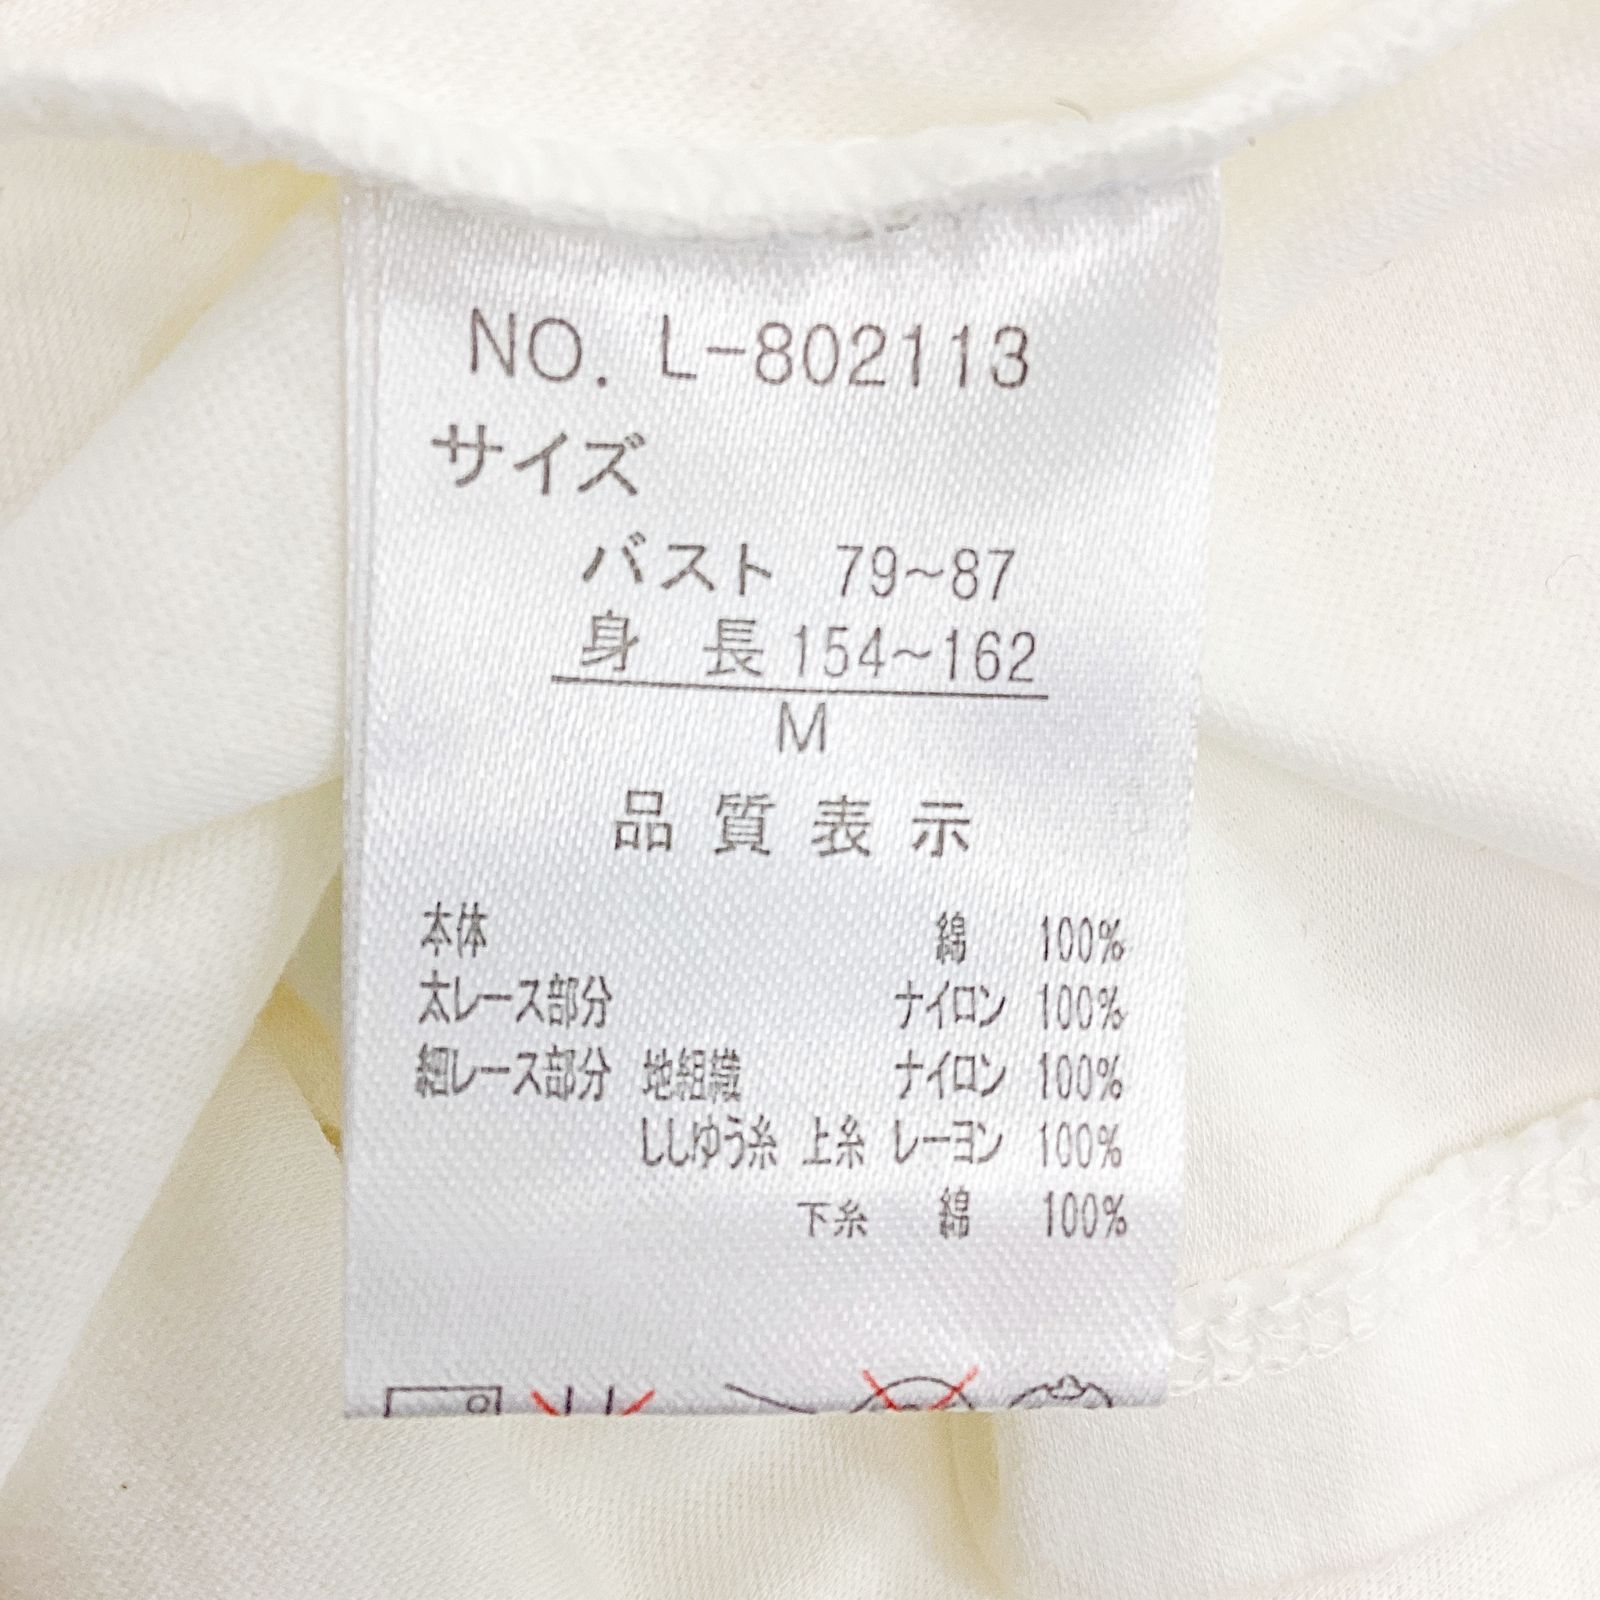 NO. L-802113
サイズ
バスト 79~87
身 長 154~162
M
品質表示
本体 綿 100%
太レース部分 ナイロン 100%
細レース部分 地組織 ナイロン 100%
ししゆう糸 上糸 レーヨン 100%
下糸 綿 100%